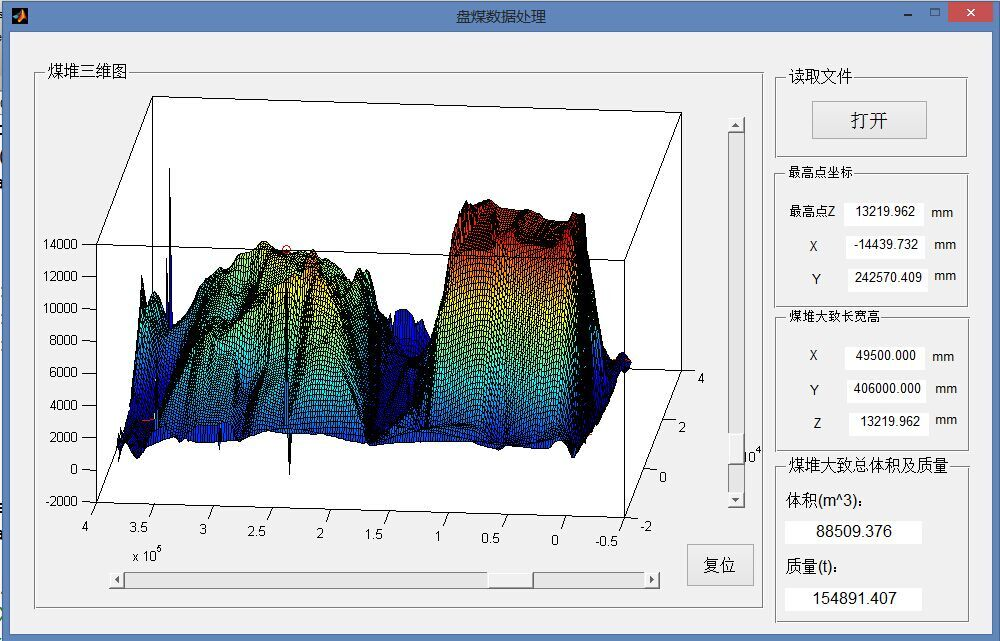 盘煤数据处理
煤堆三维图
14000
12000
10000
8000
6000
4000
2000
0
-2000
4
3.5
3
2.5
2
1.5
1
0.5
0
-0.5
x 10^5
4
2
0
-2
10^4
复位
读取文件
打开
最高点坐标
最高点Z 13219.962 mm
X -14439.732 mm
Y 242570.409 mm
煤堆大致长宽高
X 49500.000 mm
Y 406000.000 mm
Z 13219.962 mm
煤堆大致总体积及质量
体积(m^3):
88509.376
质量(t):
154891.407